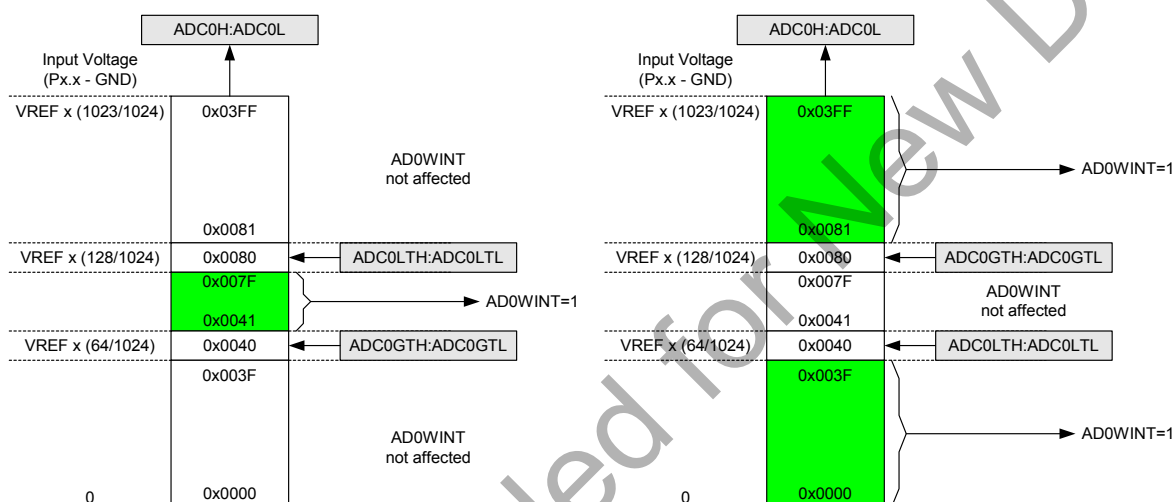 ADC0H:ADC0L
Input Voltage
(Px.x - GND)
VREF x (1023/1024)
0x03FF
AD0WINT
not affected
0x0081
VREF x (128/1024)
0x0080
ADC0LTH:ADC0LTL
0x007F
AD0WINT=1
0x0041
VREF x (64/1024)
0x0040
ADC0GTH:ADC0GTL
0x003F
AD0WINT
not affected
0
0x0000
ADC0H:ADC0L
Input Voltage
(Px.x - GND)
VREF x (1023/1024)
0x03FF
AD0WINT=1
0x0081
VREF x (128/1024)
0x0080
ADC0GTH:ADC0GTL
0x007F
AD0WINT
not affected
0x0041
VREF x (64/1024)
0x0040
ADC0LTH:ADC0LTL
0x003F
AD0WINT=1
0
0x0000
for New